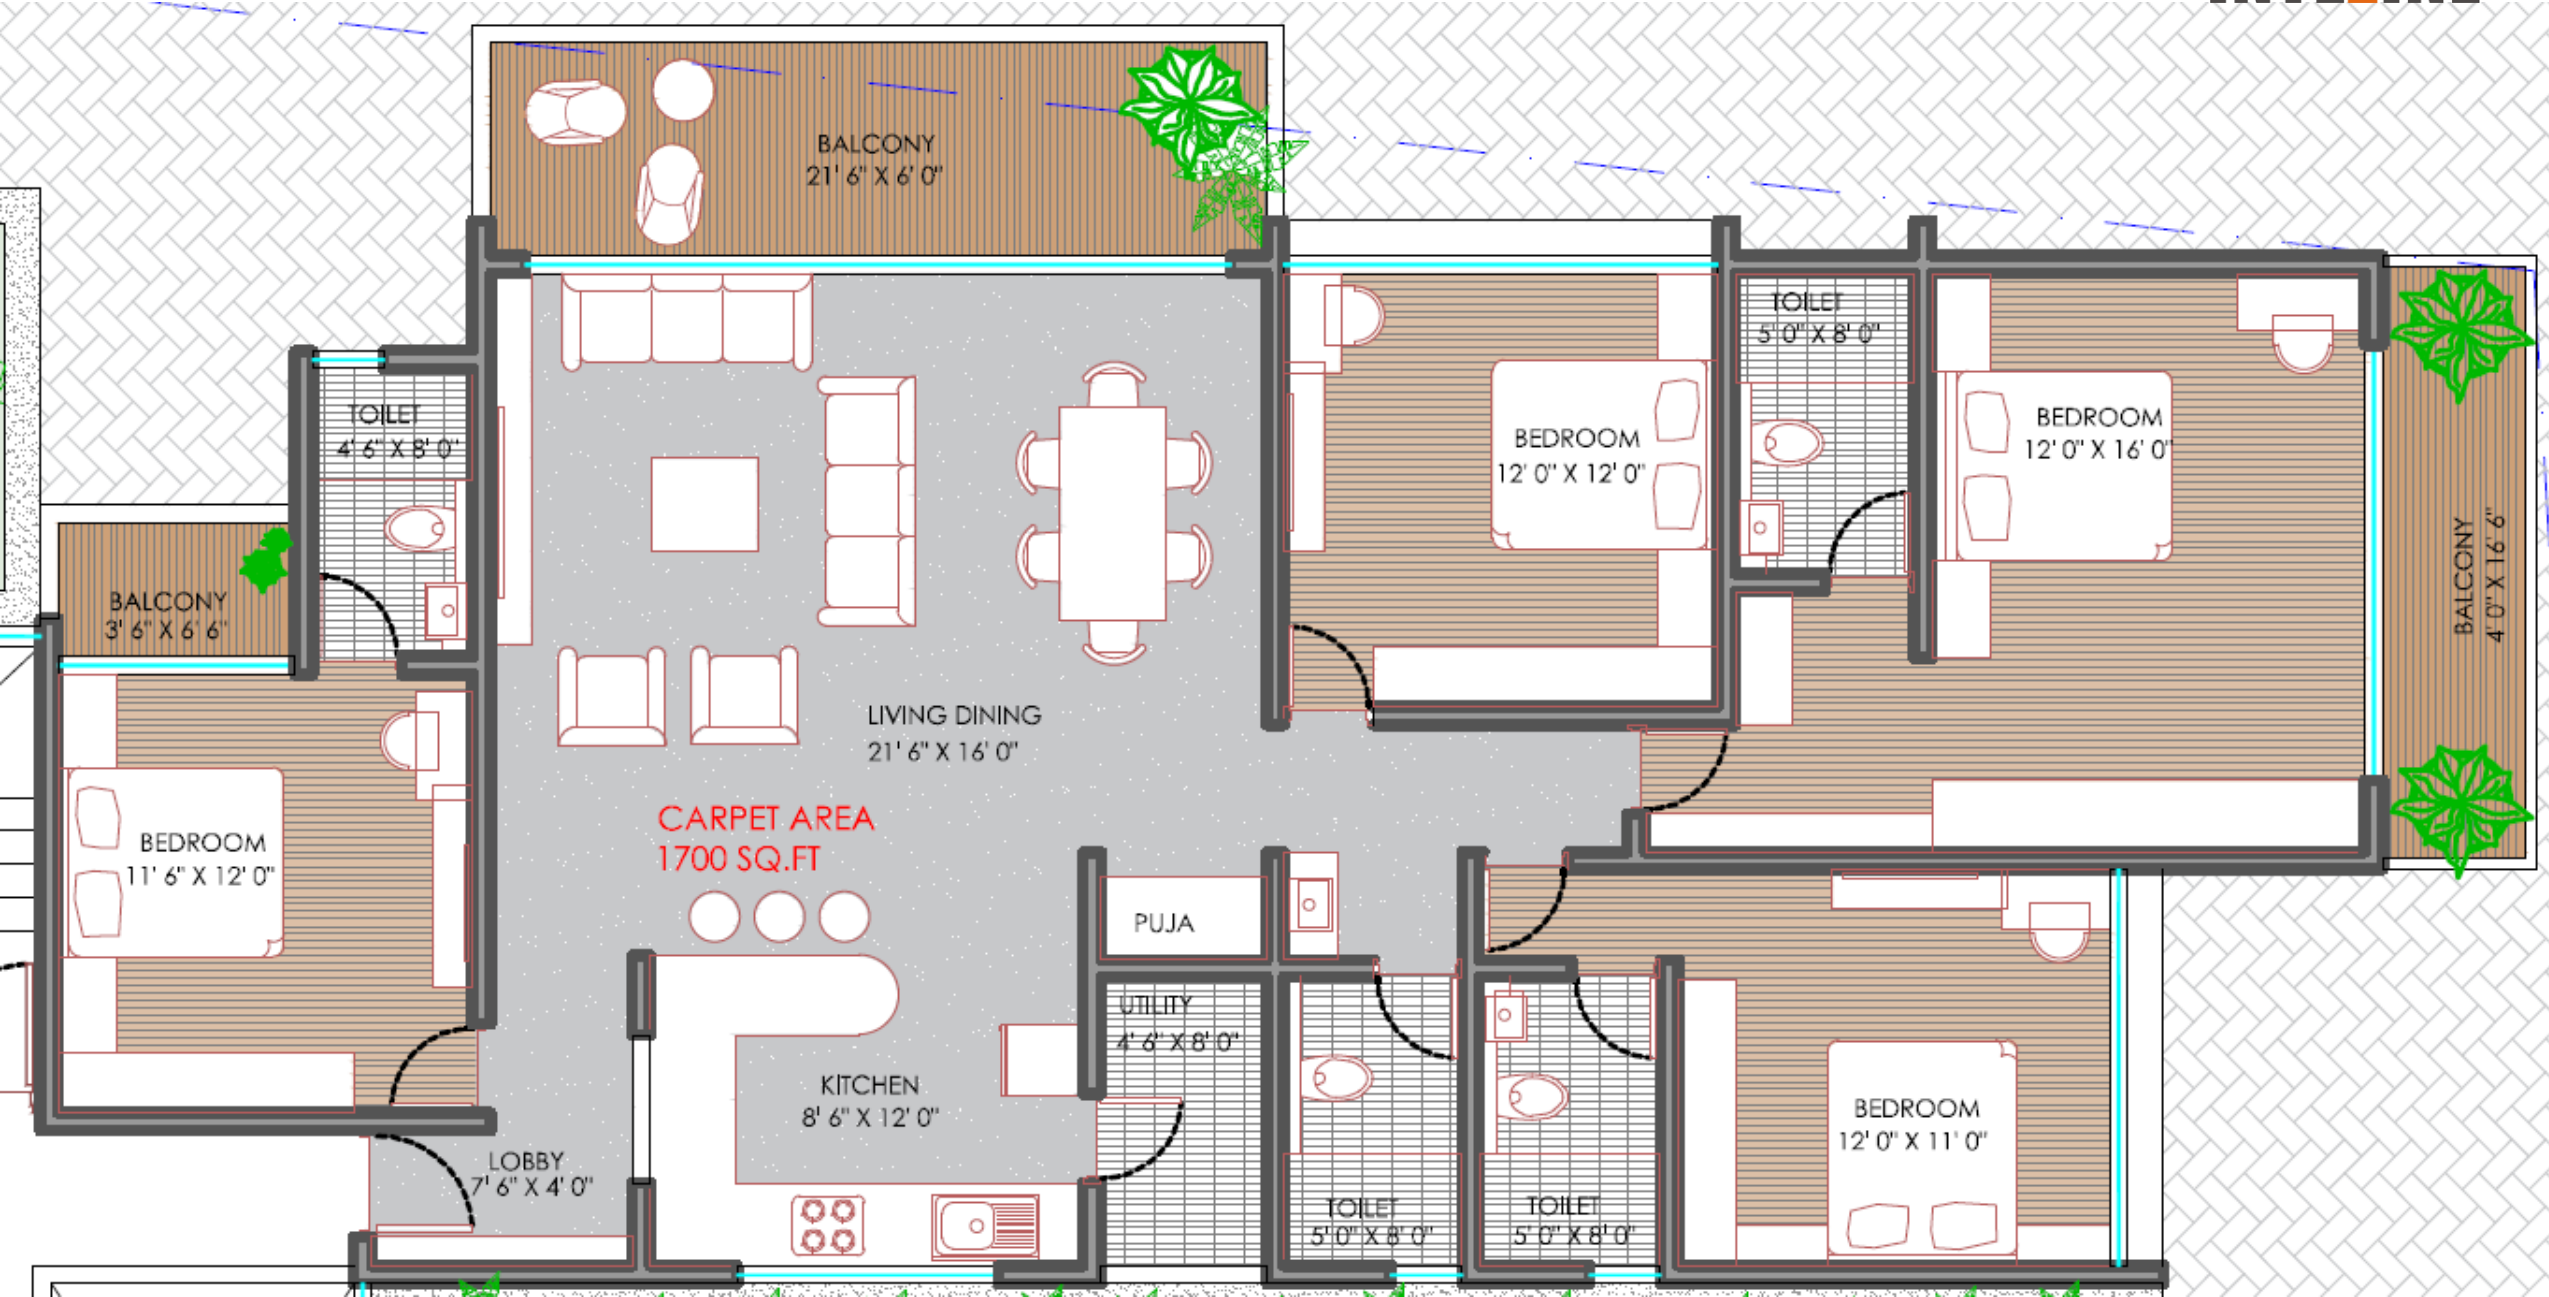 BALCONY
21' 6" X 6' 0"
TOILET
4' 6" X 8' 0"
BALCONY
3' 6" X 6' 6"
BEDROOM
11' 6" X 12' 0"
LIVING DINING
21' 6" X 16' 0"
CARPET AREA
1700 SQ.FT
BEDROOM
12' 0" X 12' 0"
TOILET
5' 0" X 8' 0"
BEDROOM
12' 0" X 16' 0"
BALCONY
4' 0" X 16' 6"
PUJA
UTILITY
4' 6" X 8' 0"
KITCHEN
8' 6" X 12' 0"
LOBBY
7' 6" X 4' 0"
TOILET
5' 0" X 8' 0"
TOILET
5' 0" X 8' 0"
BEDROOM
12' 0" X 11' 0"